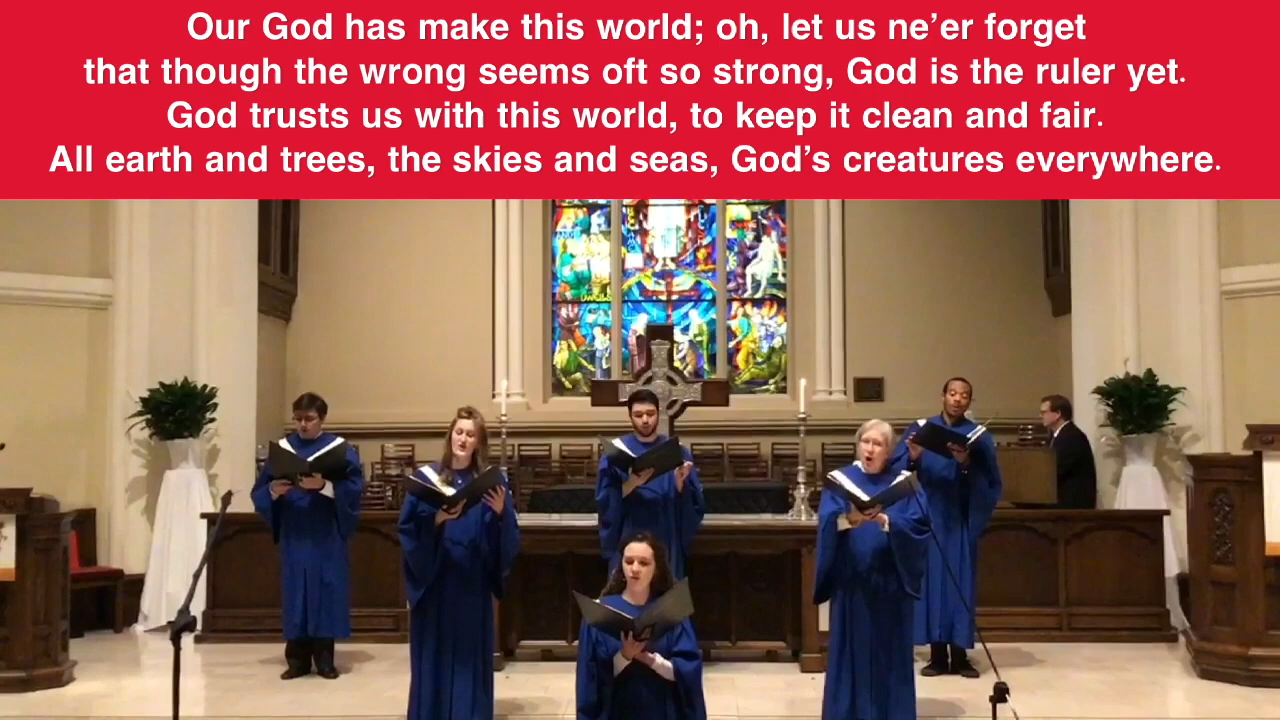 Our God has make this world; oh, let us ne’er forget
that though the wrong seems oft so strong, God is the ruler yet.
God trusts us with this world, to keep it clean and fair.
All earth and trees, the skies and seas, God’s creatures everywhere.